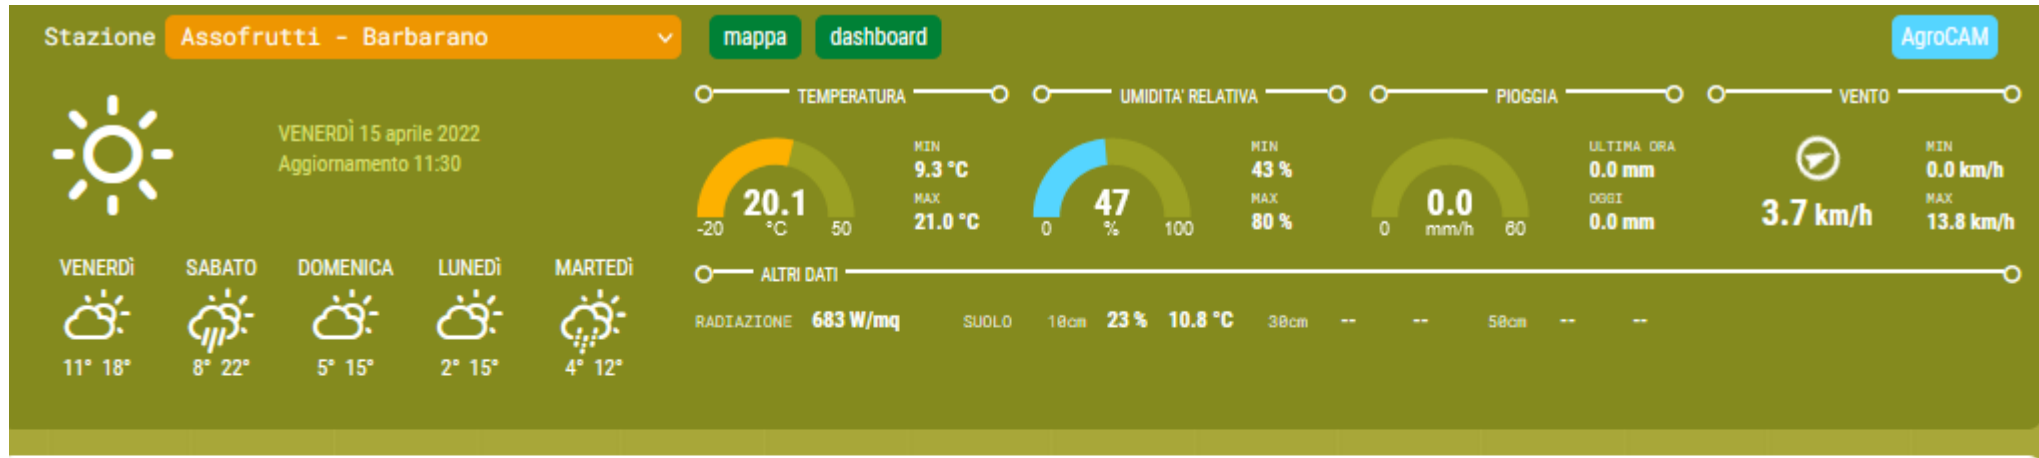 Stazione Assofrutti - Barbarano mappa dashboard AgroCAM
VENERDÌ 15 aprile 2022
Aggiornamento 11:30
VENERDì SABATO DOMENICA LUNEDì MARTEDì
11° 18° 8° 22° 5° 15° 2° 15° 4° 12°
TEMPERATURA
20.1
°C
-20 50
MIN
9.3 °C
MAX
21.0 °C
UMIDITA' RELATIVA
47
%
0 100
MIN
43 %
MAX
80 %
PIOGGIA
0.0
mm/h
0 60
ULTIMA ORA
0.0 mm
OGGI
0.0 mm
VENTO
3.7 km/h
MIN
0.0 km/h
MAX
13.8 km/h
ALTRI DATI
RADIAZIONE 683 W/mq SUOLO 10cm 23 % 10.8 °C 30cm -- -- 50cm -- --